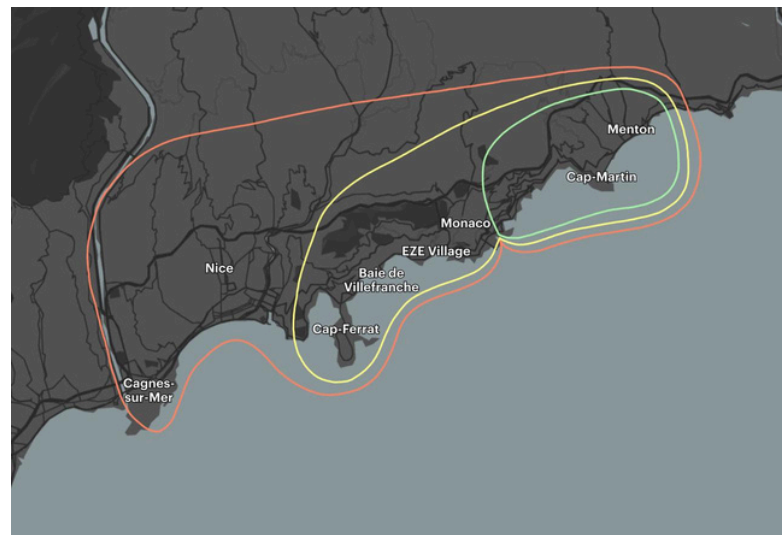 Menton
Cap-Martin
Monaco
EZE Village
Nice
Baie de
Villefranche
Cap-Ferrat
Cagnes-
sur-Mer